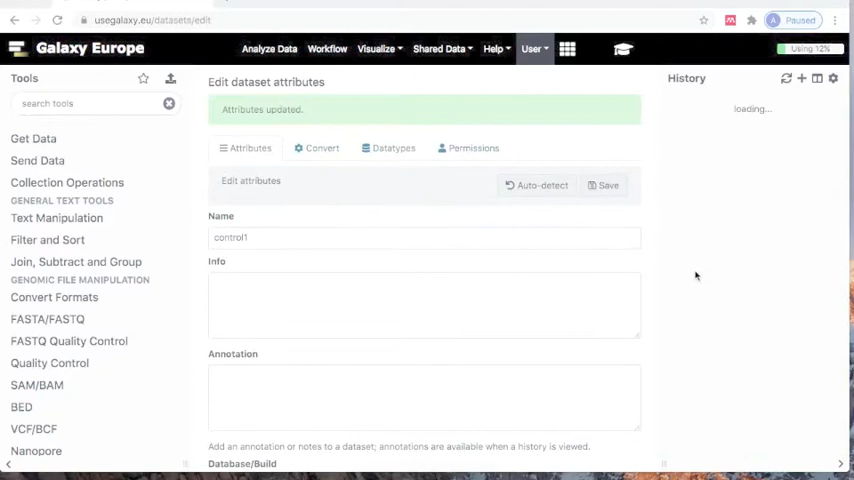 usegalaxy.eu/datasets/edit
A Paused
Galaxy Europe
Analyze Data Workflow Visualize Shared Data Help User
Using 12%
Tools
search tools
Get Data
Send Data
Collection Operations
GENERAL TEXT TOOLS
Text Manipulation
Filter and Sort
Join, Subtract and Group
GENOMIC FILE MANIPULATION
Convert Formats
FASTA/FASTQ
FASTQ Quality Control
Quality Control
SAM/BAM
BED
VCF/BCF
Nanopore
Edit dataset attributes
Attributes updated.
Attributes Convert Datatypes Permissions
Edit attributes
Auto-detect Save
Name
control1
Info
Annotation
Add an annotation or notes to a dataset; annotations are available when a history is viewed.
Database/Build
History
loading...